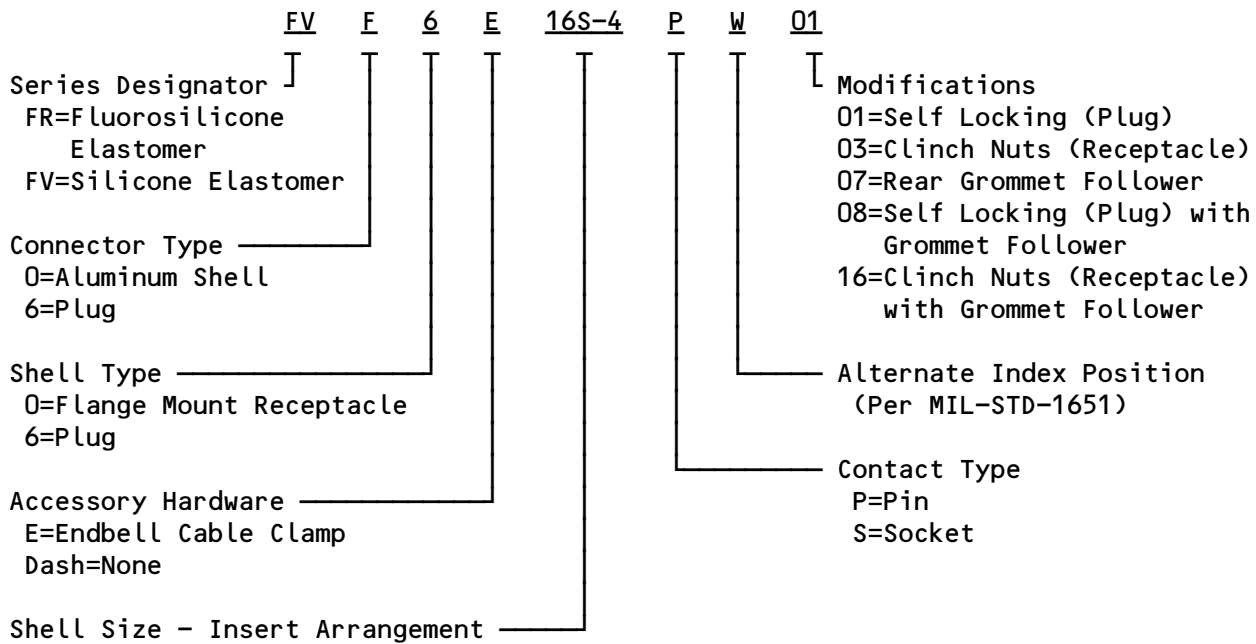 FV F 6 E 16S-4 P W 01
Series Designator
FR=Fluorosilicone
Elastomer
FV=Silicone Elastomer
Connector Type
0=Aluminum Shell
6=Plug
Shell Type
0=Flange Mount Receptacle
6=Plug
Accessory Hardware
E=Endbell Cable Clamp
Dash=None
Shell Size - Insert Arrangement
Modifications
01=Self Locking (Plug)
03=Clinch Nuts (Receptacle)
07=Rear Grommet Follower
08=Self Locking (Plug) with
Grommet Follower
16=Clinch Nuts (Receptacle)
with Grommet Follower
Alternate Index Position
(Per MIL-STD-1651)
Contact Type
P=Pin
S=Socket